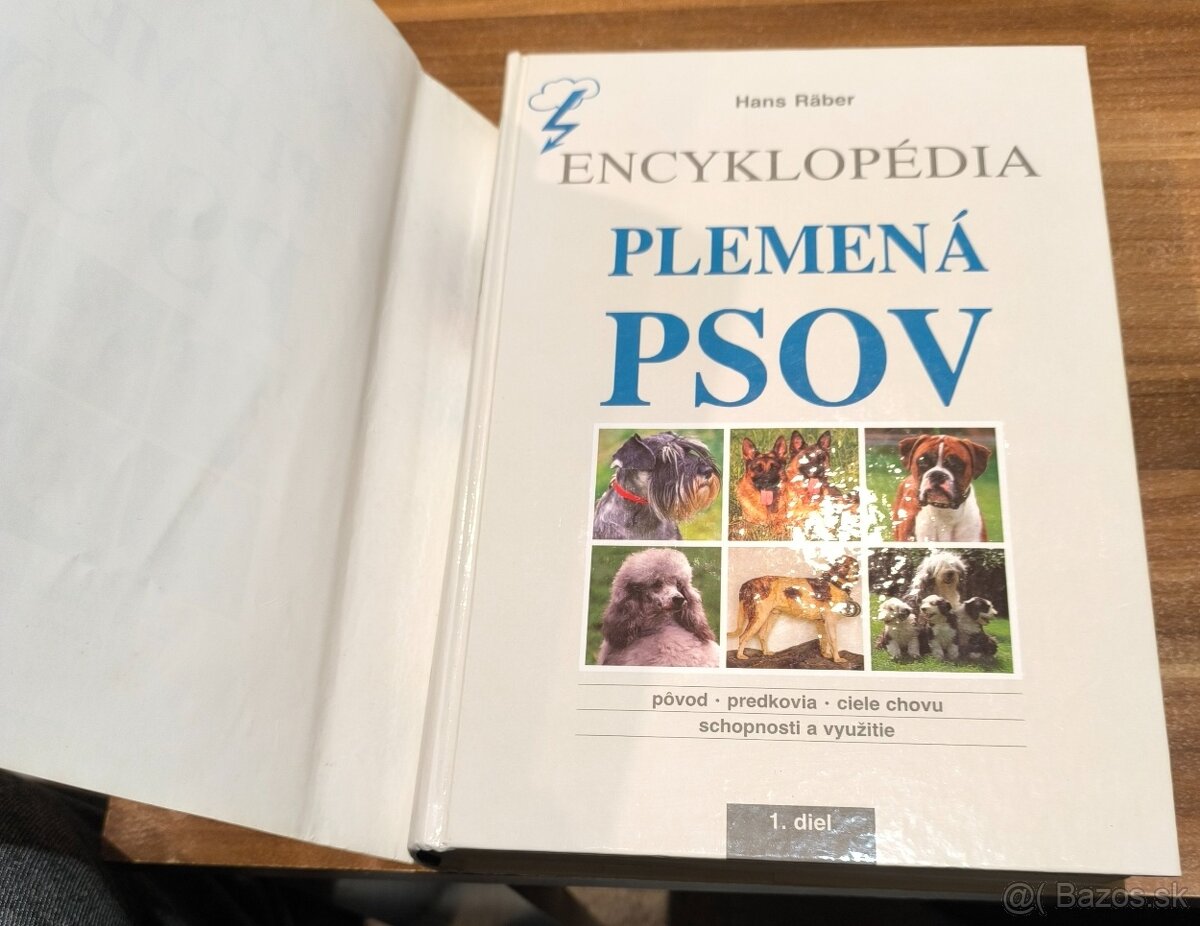 Hans Räber
ENCYKLOPÉDIA
PLEMENÁ
PSOV
pôvod · predkovia · ciele chovu
schopnosti a využitie
1. diel
@( Bazos.sk